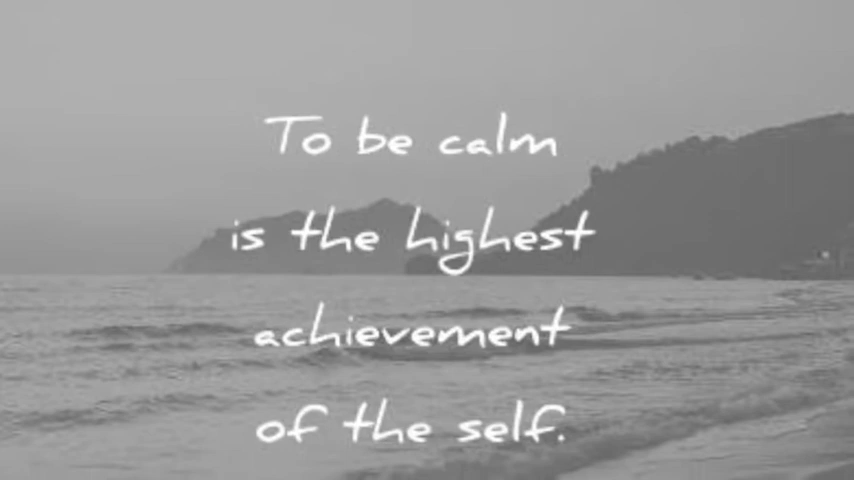 To be calm
is the highest
achievement
of the self.